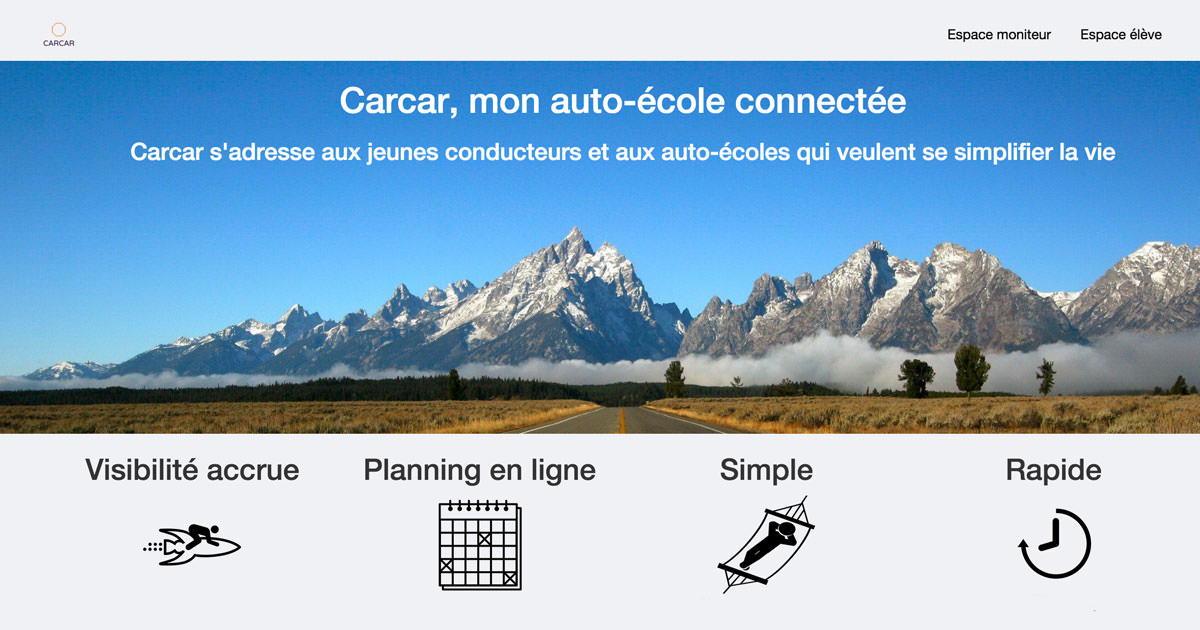 CARCAR
Espace moniteur Espace élève
Carcar, mon auto-école connectée
Carcar s'adresse aux jeunes conducteurs et aux auto-écoles qui veulent se simplifier la vie
Visibilité accrue Planning en ligne Simple Rapide